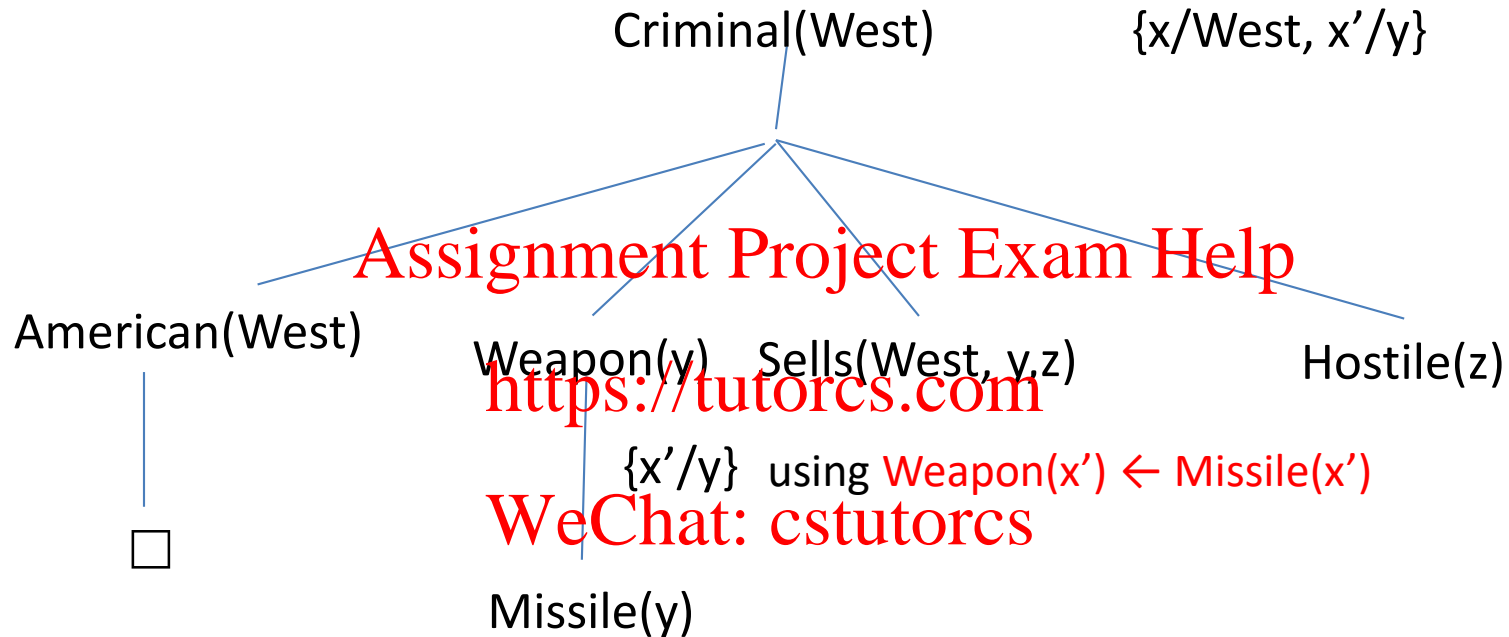 Criminal(West) {x/West, x’/y}
Assignment Project Exam Help
American(West) Weapon(y) Sells(West, y,z) Hostile(z)
https://tutorcs.com
{x’/y} using Weapon(x’) ← Missile(x’)
WeChat: cstutorcs
Missile(y)